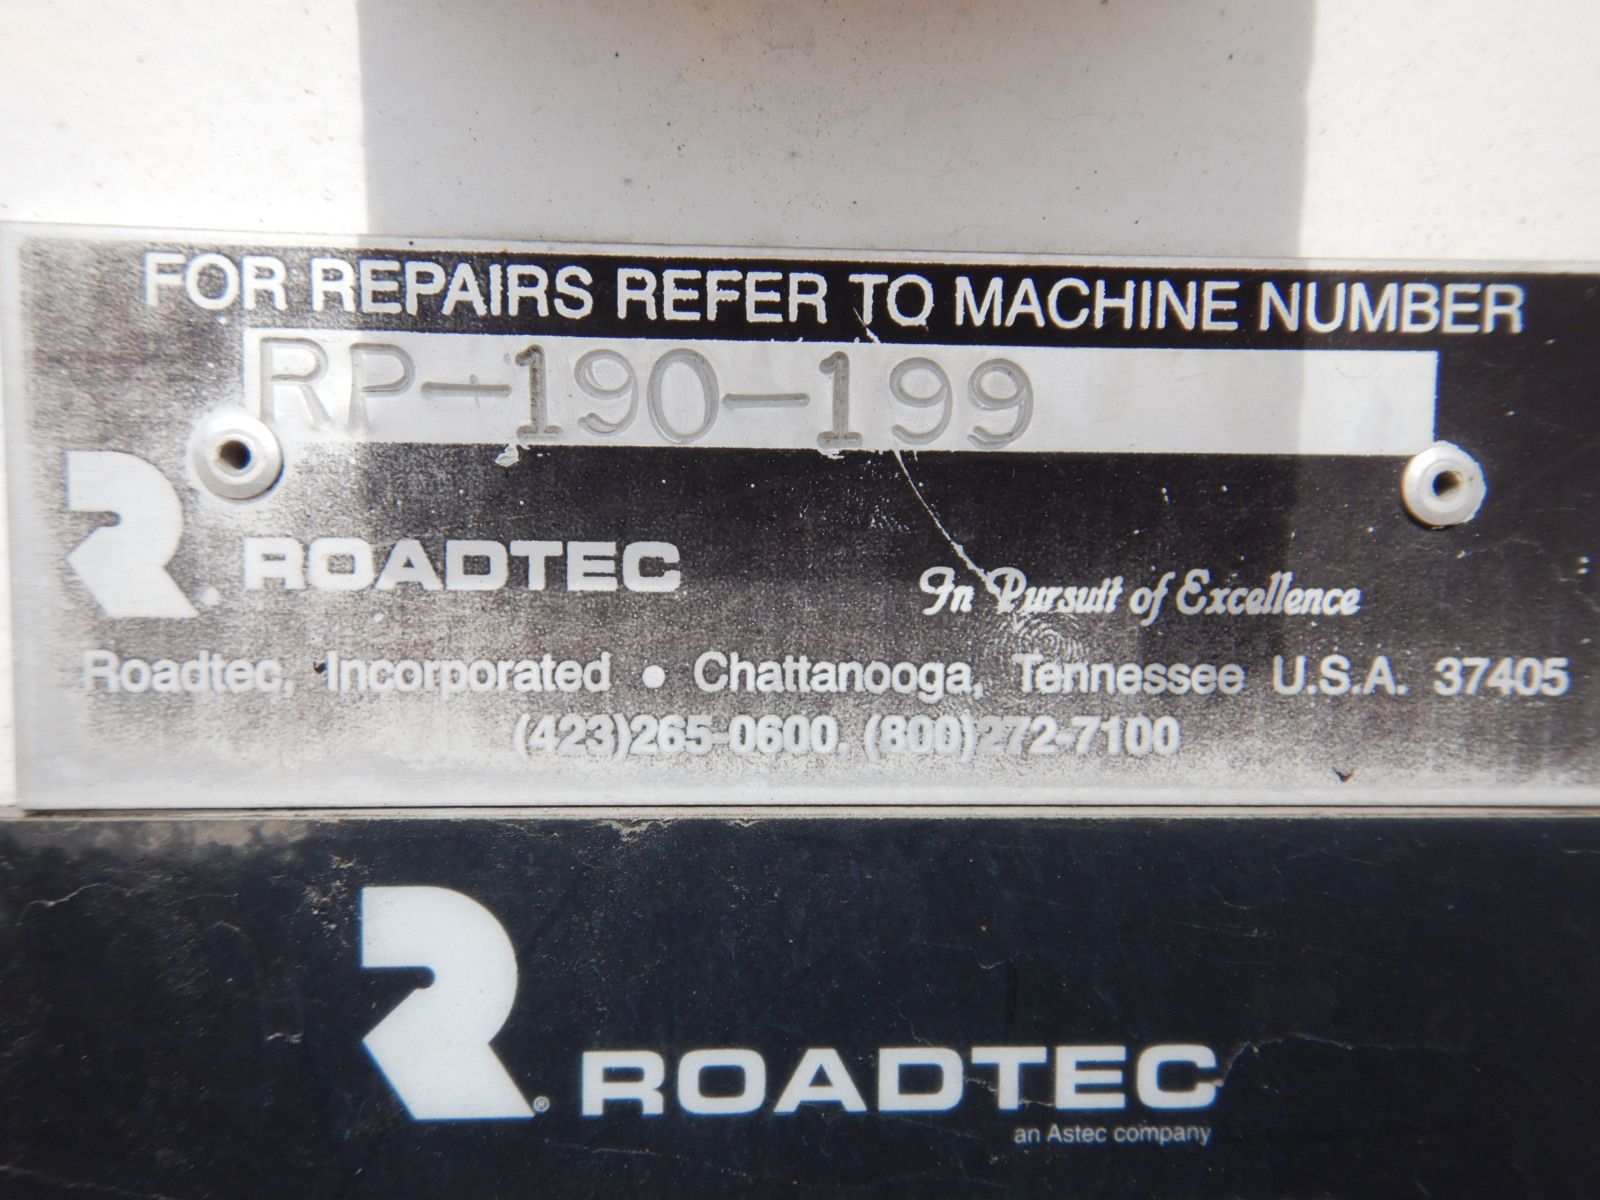 FOR REPAIRS REFER TO MACHINE NUMBER
RP-190-199
R® ROADTEC
In Pursuit of Excellence
Roadtec, Incorporated • Chattanooga, Tennessee U.S.A. 37405
(423)265-0600, (800)272-7100
R® ROADTEC
an Astec company